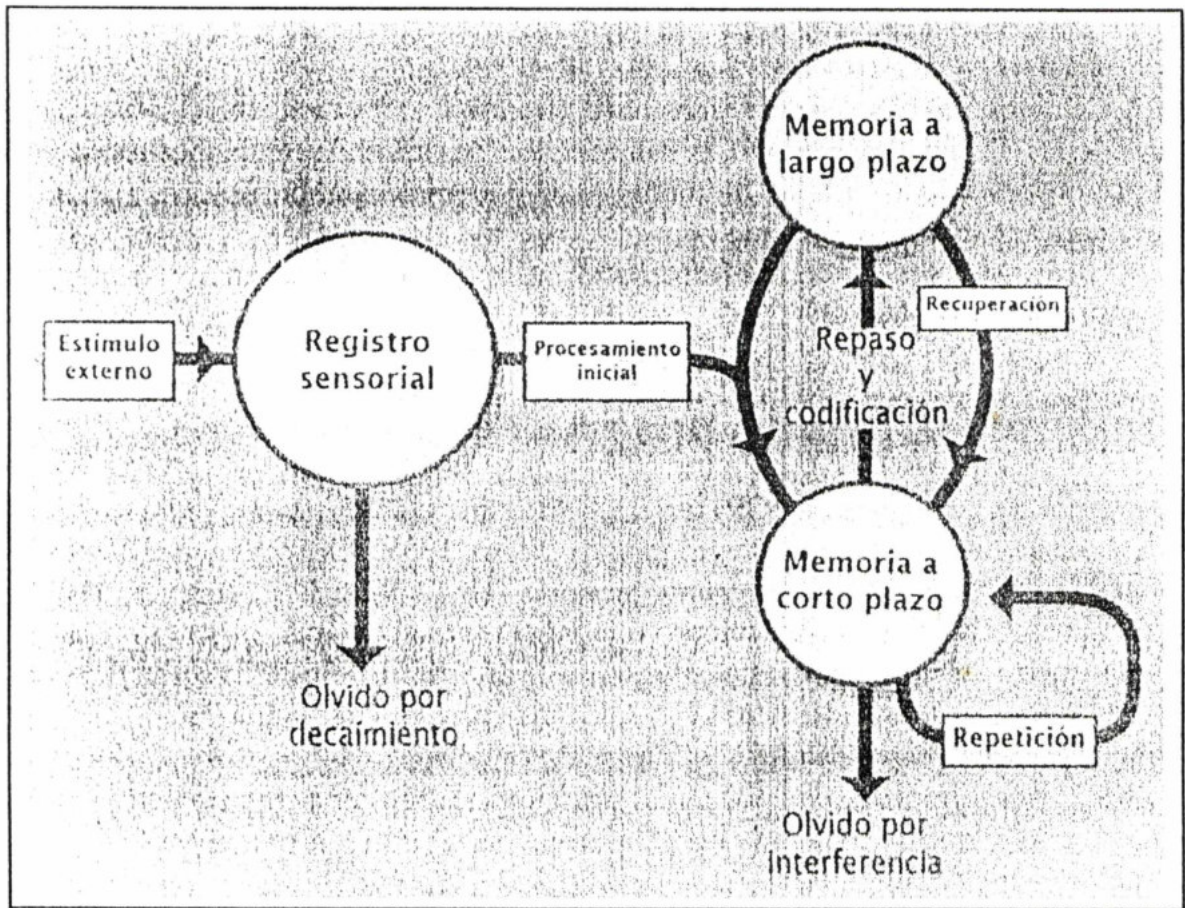 Memoria a
largo plazo
Recuperación
Estímulo
externo
Registro
sensorial
Procesamiento
inicial
Repaso
y
codificación
Memoria a
corto plazo
Olvido por
decaimiento
Repetición
Olvido por
interferencia